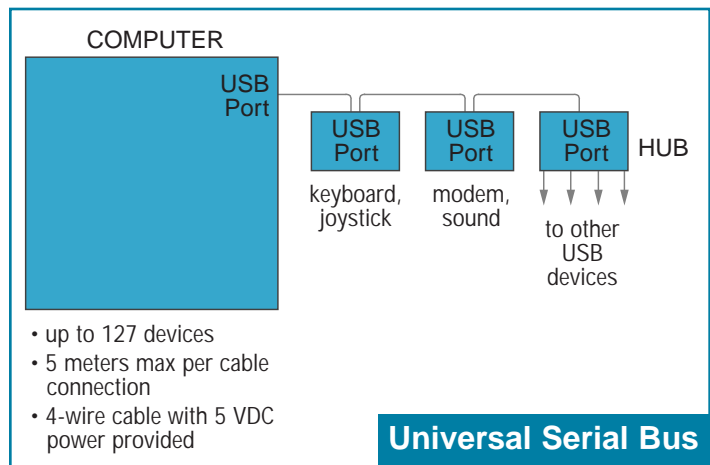 COMPUTER
USB
Port
USB
Port
USB
Port
USB
Port
HUB
keyboard,
joystick
modem,
sound
to other
USB
devices
• up to 127 devices
• 5 meters max per cable
connection
• 4-wire cable with 5 VDC
power provided
Universal Serial Bus